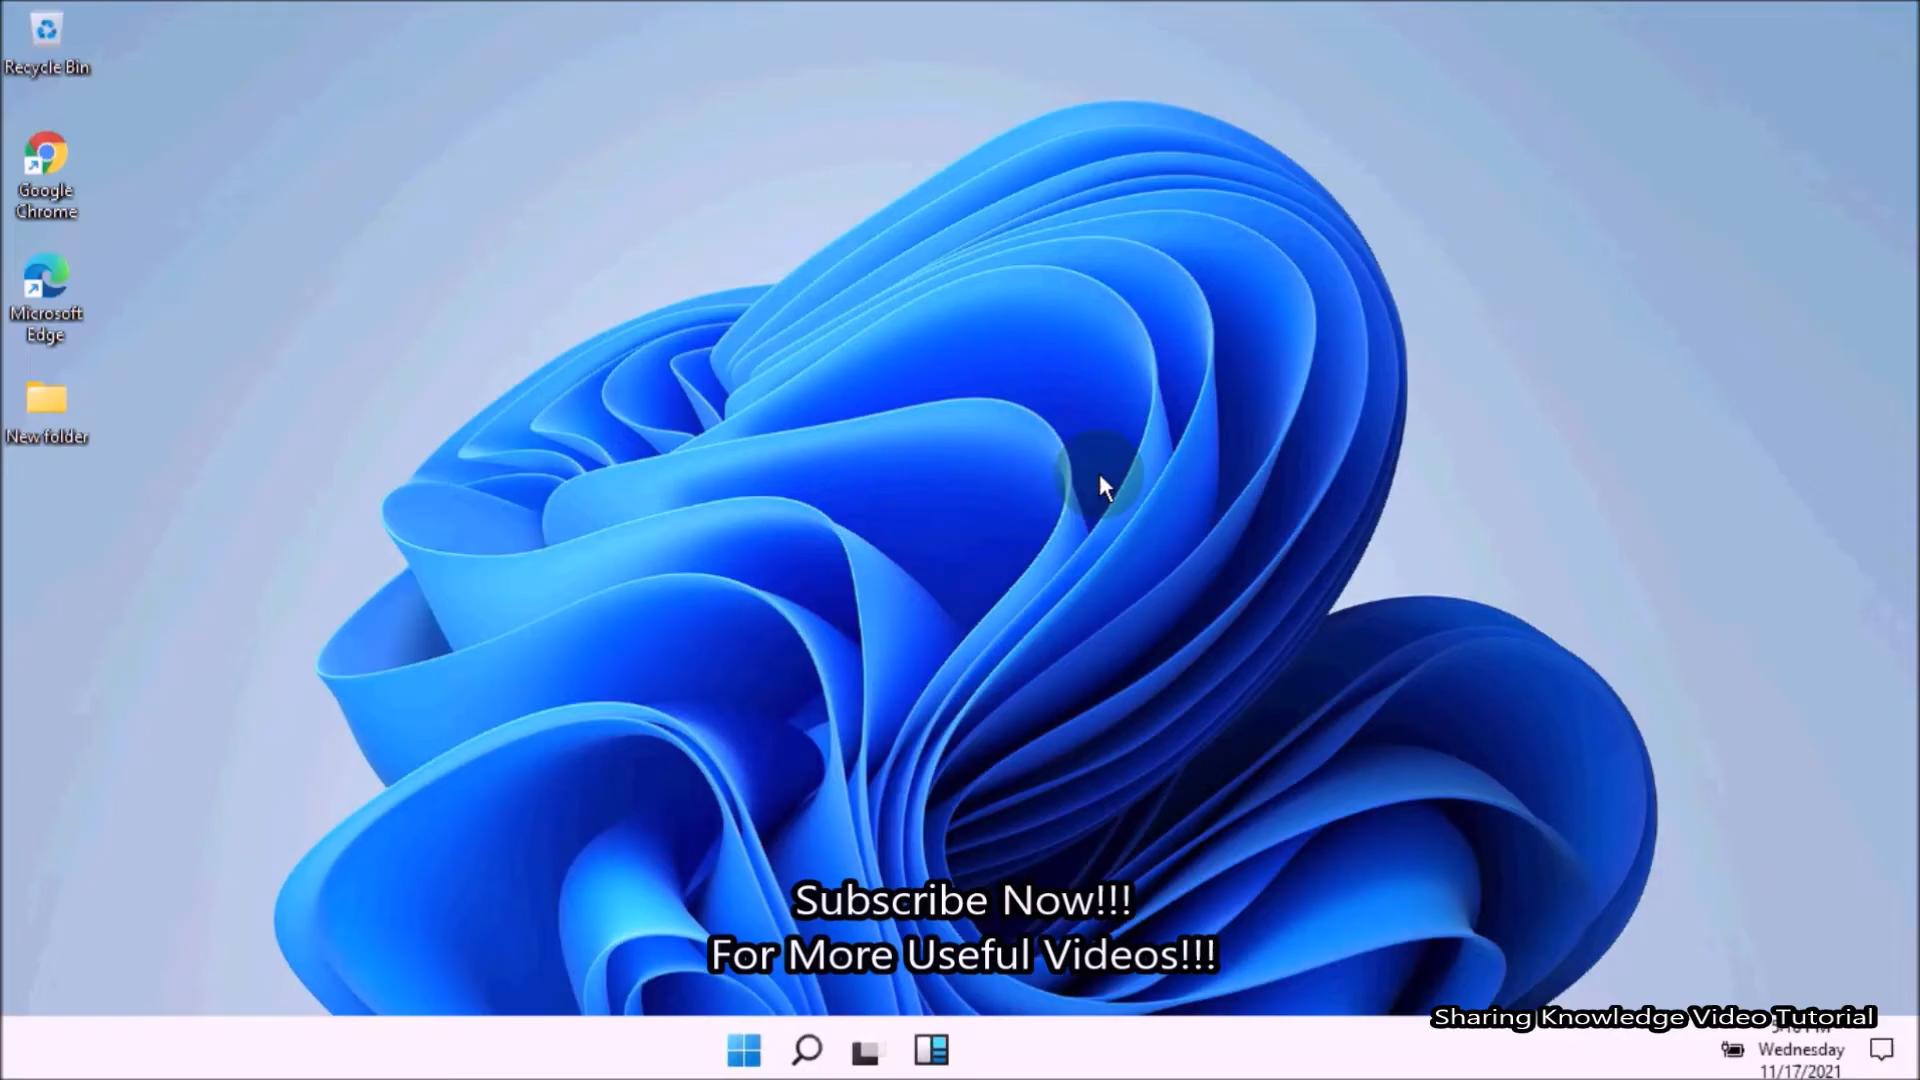 Recycle Bin
Google
Chrome
Microsoft
Edge
New folder
Subscribe Now!!!
For More Useful Videos!!!
Sharing Knowledge Video Tutorial
Wednesday
11/17/2021